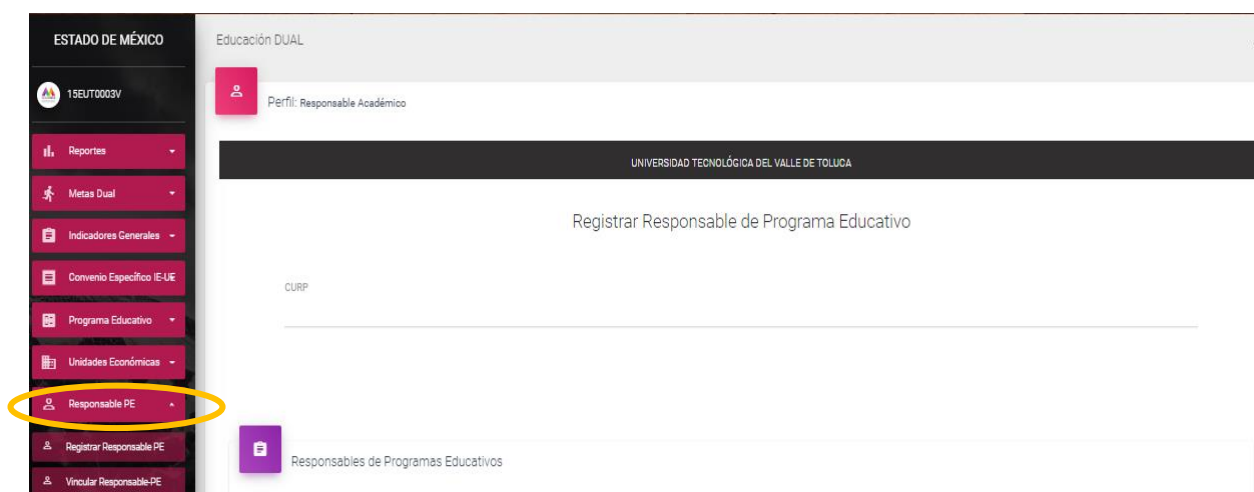 ESTADO DE MÉXICO
15EUT0003V
Reportes
Metas Dual
Indicadores Generales
Convenio Específico IE-UE
Programa Educativo
Unidades Económicas
Responsable PE
Registrar Responsable PE
Vincular Responsable-PE
Educación DUAL
Perfil: Responsable Académico
UNIVERSIDAD TECNOLÓGICA DEL VALLE DE TOLUCA
Registrar Responsable de Programa Educativo
CURP
Responsables de Programas Educativos